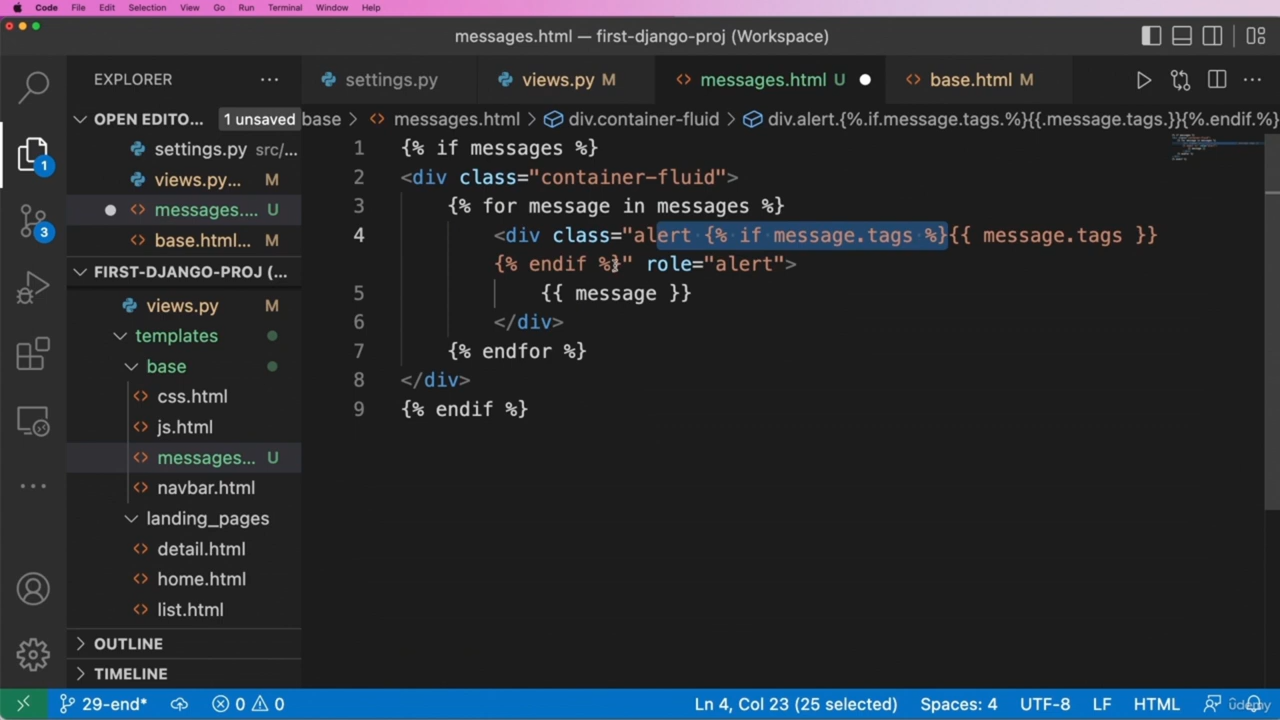 Code File Edit Selection View Go Run Terminal Window Help
messages.html — first-django-proj (Workspace)
EXPLORER ...
settings.py views.py M messages.html U base.html M
OPEN EDITO... 1 unsaved
base > messages.html > div.container-fluid > div.alert.{%.if.message.tags.%}{{.message.tags.}}{%.endif.%}
settings.py src/...
views.py... M
messages.... U
base.html... M
FIRST-DJANGO-PROJ (...
views.py M
templates
base
css.html
js.html
messages... U
navbar.html
landing_pages
detail.html
home.html
list.html
OUTLINE
TIMELINE
1 {% if messages %}
2 <div class="container-fluid">
3 {% for message in messages %}
4 <div class="alert {% if message.tags %}{{ message.tags }}
{% endif %}" role="alert">
5 {{ message }}
6 </div>
7 {% endfor %}
8 </div>
9 {% endif %}
1
3
29-end* 0 0 Ln 4, Col 23 (25 selected) Spaces: 4 UTF-8 LF HTML
udemy